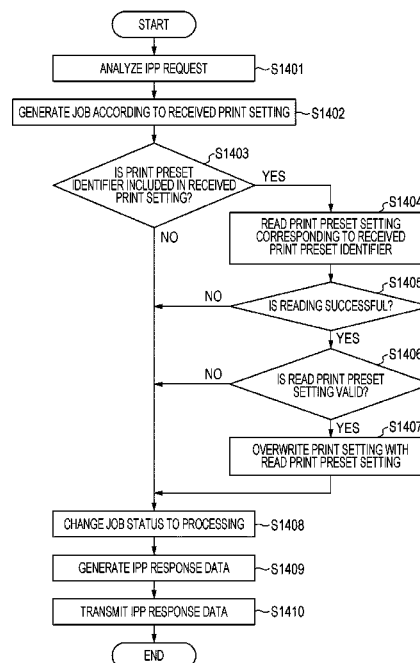 START
ANALYZE IPP REQUEST
S1401
GENERATE JOB ACCORDING TO RECEIVED PRINT SETTING
S1402
S1403
IS PRINT PRESET
IDENTIFIER INCLUDED IN RECEIVED
PRINT SETTING?
YES
NO
S1404
READ PRINT PRESET SETTING
CORRESPONDING TO RECEIVED
PRINT PRESET IDENTIFIER
S1405
IS READING SUCCESSFUL?
NO
YES
S1406
IS READ PRINT PRESET
SETTING VALID?
NO
YES
S1407
OVERWRITE PRINT SETTING WITH
READ PRINT PRESET SETTING
CHANGE JOB STATUS TO PROCESSING
S1408
GENERATE IPP RESPONSE DATA
S1409
TRANSMIT IPP RESPONSE DATA
S1410
END